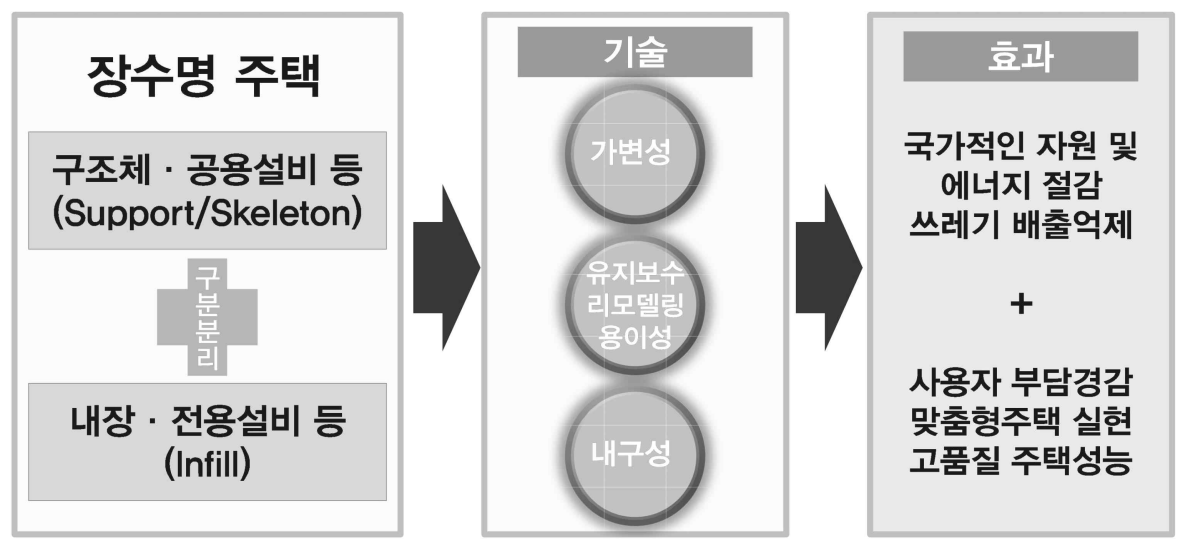 장수명 주택
구조체 · 공용설비 등
(Support/Skeleton)
구
분
분
리
내장 · 전용설비 등
(Infill)
기술
가변성
유지보수
리모델링
용이성
내구성
효과
국가적인 자원 및
에너지 절감
쓰레기 배출억제
+
사용자 부담경감
맞춤형주택 실현
고품질 주택성능